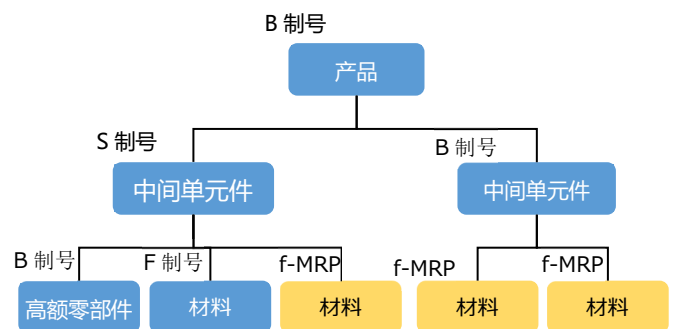 B 制号
产品
S 制号
B 制号
中间单元件
中间单元件
B 制号
F 制号
f-MRP
f-MRP
f-MRP
高额零部件
材料
材料
材料
材料